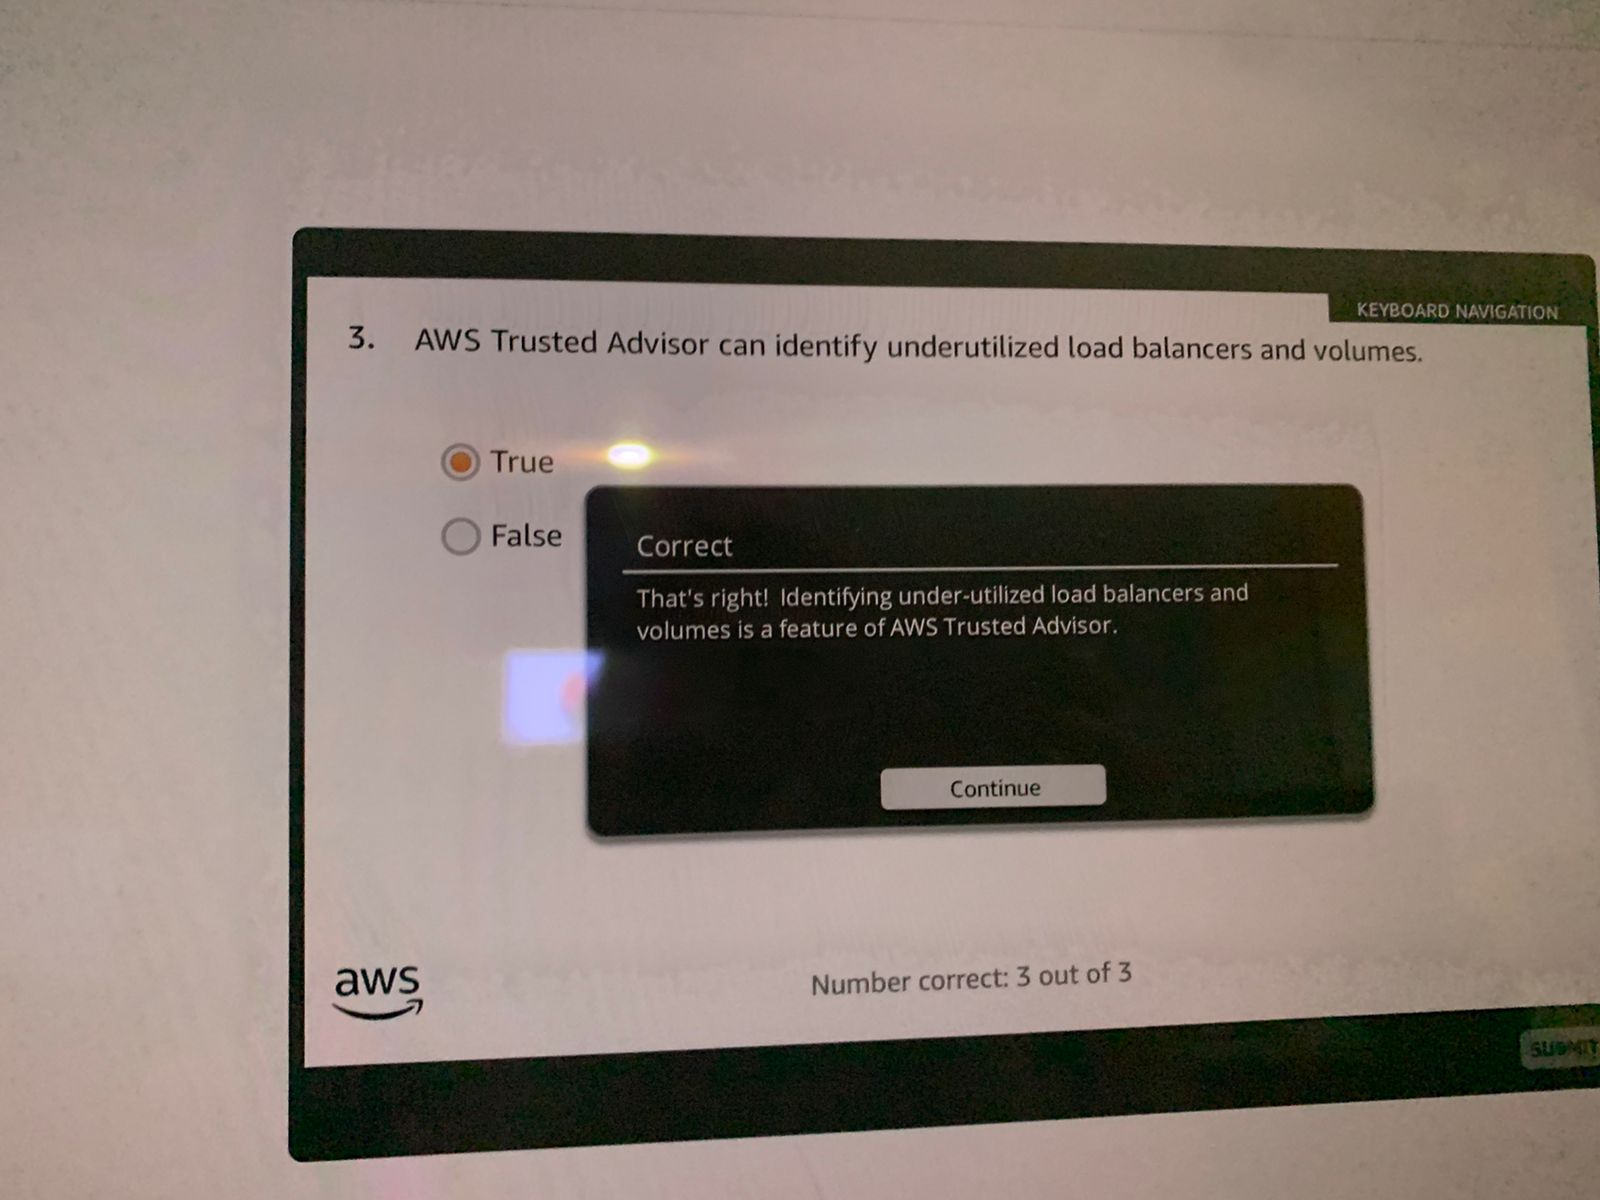 KEYBOARD NAVIGATION
3. AWS Trusted Advisor can identify underutilized load balancers and volumes.
True
False
Correct
That's right! Identifying under-utilized load balancers and
volumes is a feature of AWS Trusted Advisor.
Continue
aws
Number correct: 3 out of 3
SUBMIT